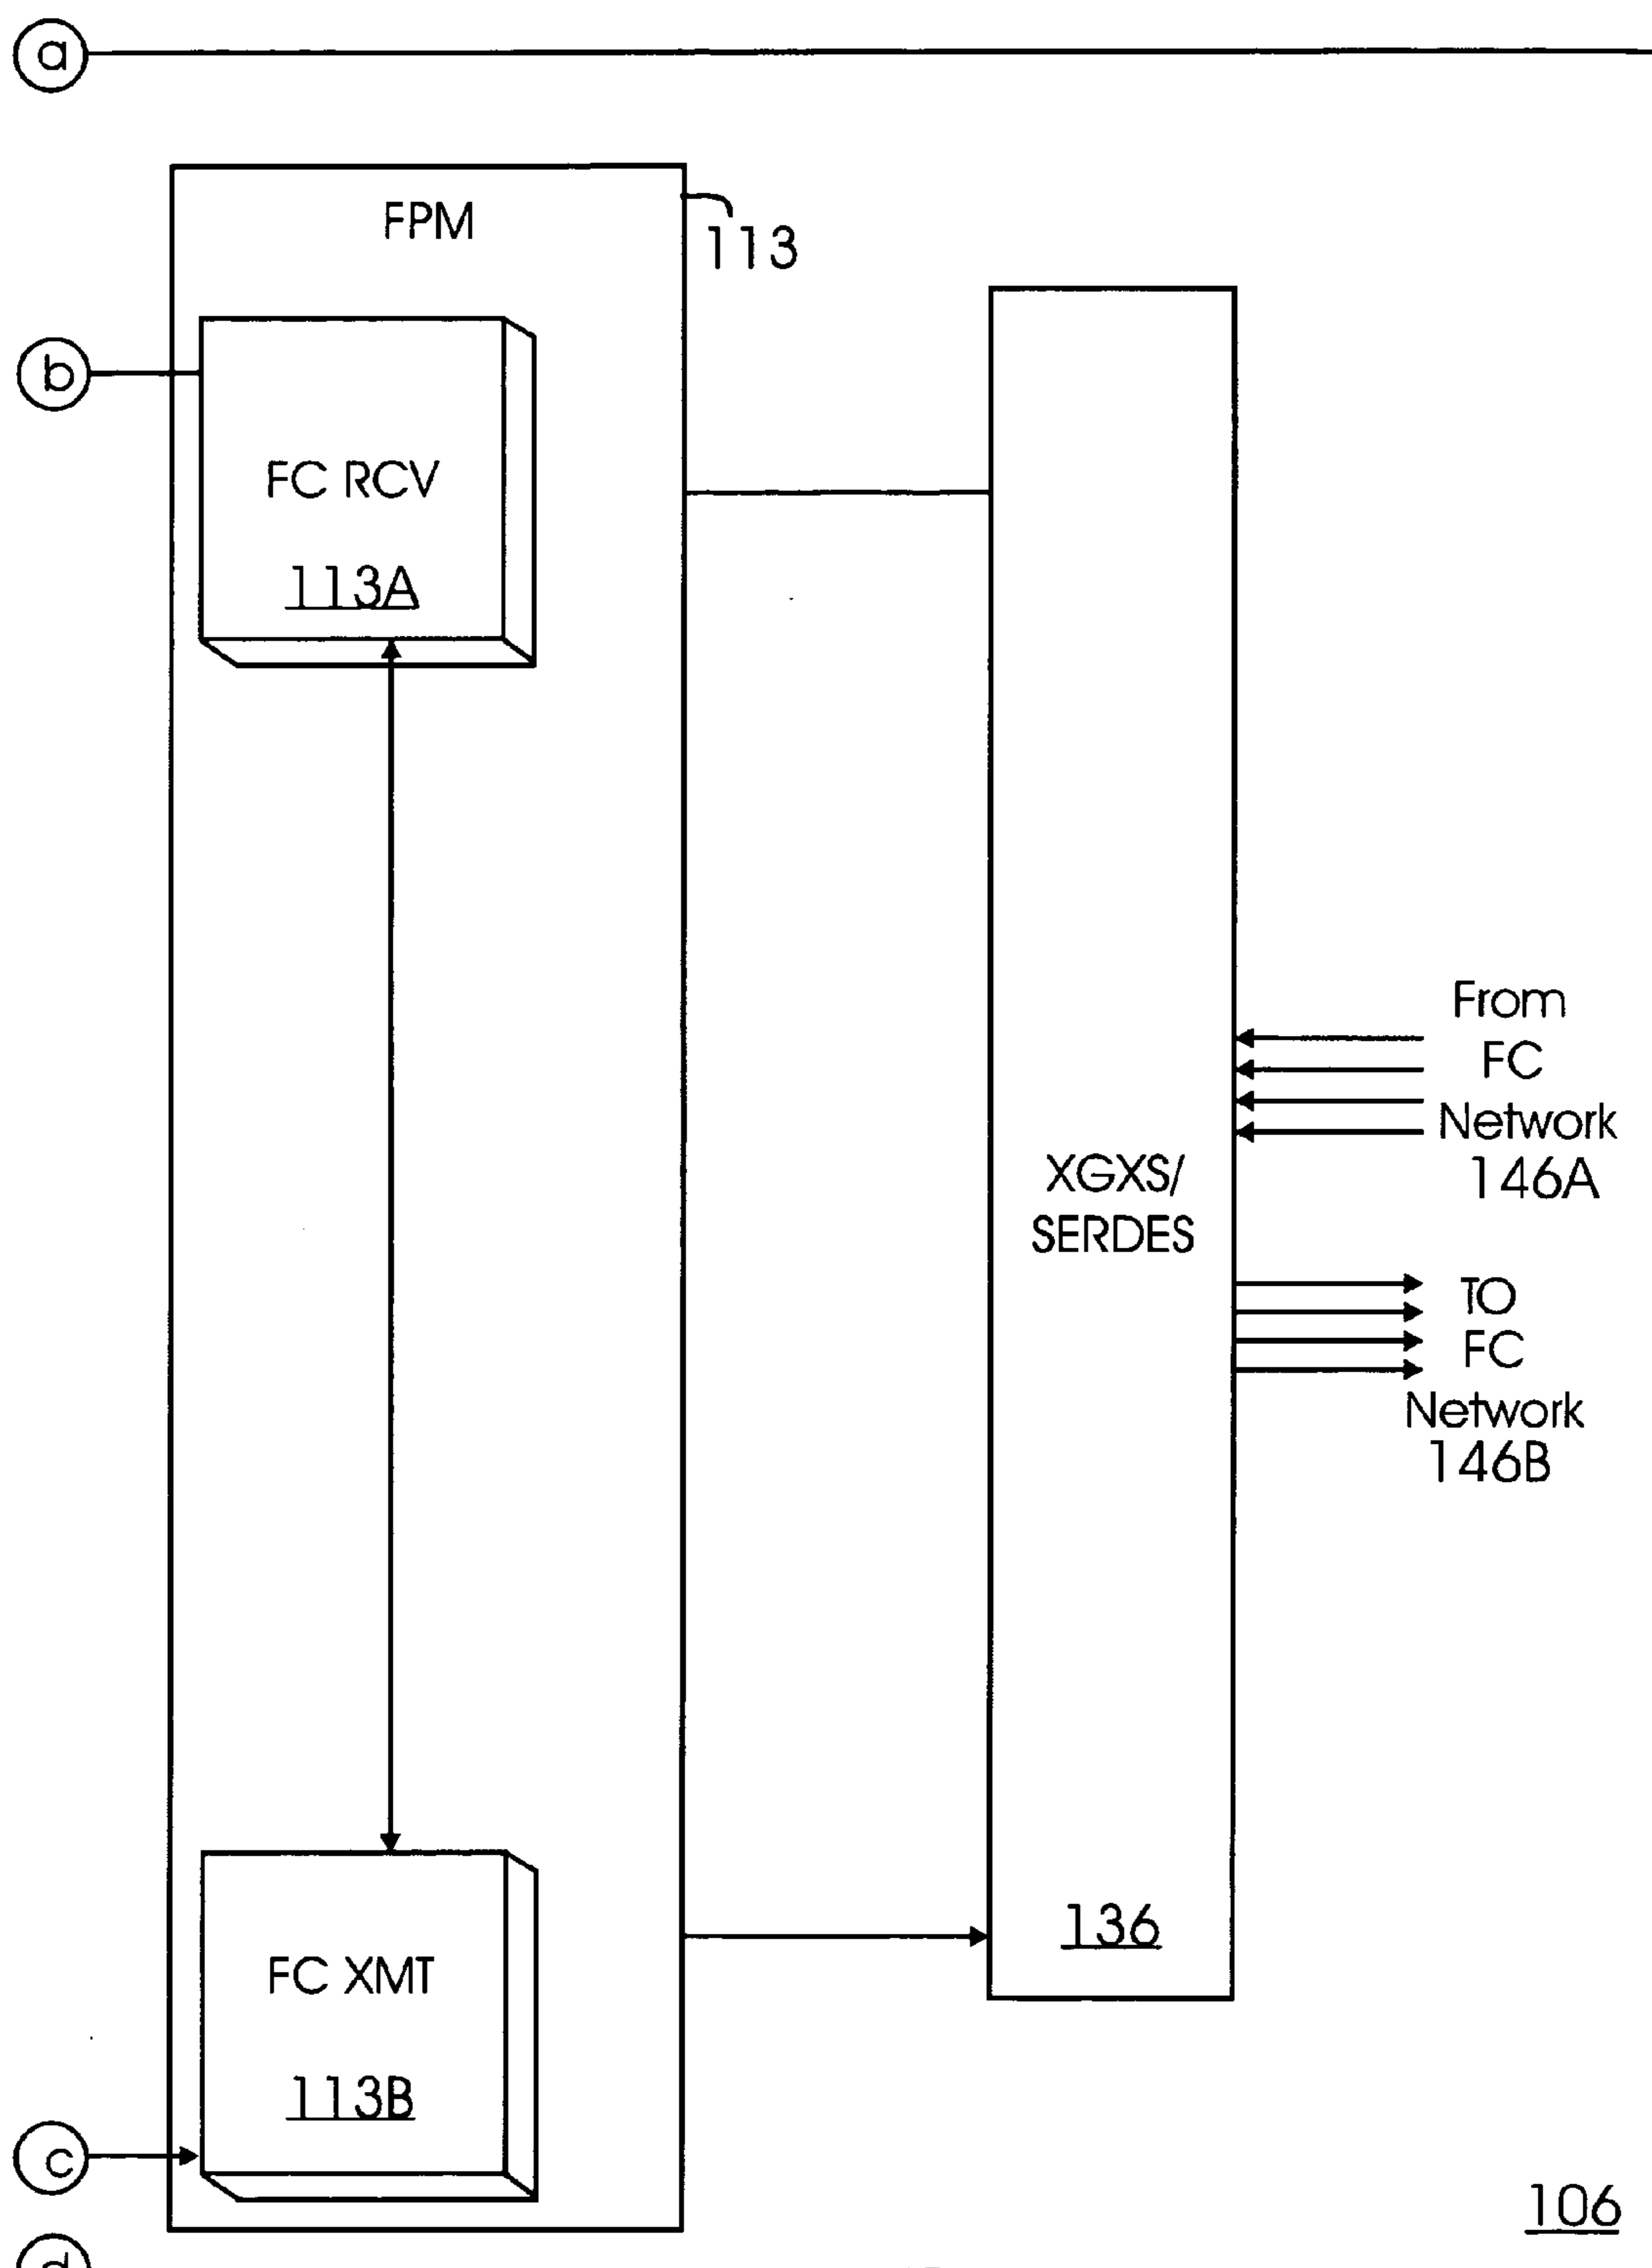 a
FPM
113
b
FC RCV
113A
From
FC
Network
146A
XGXS/
SERDES
TO
FC
Network
146B
136
FC XMT
113B
c
106
d